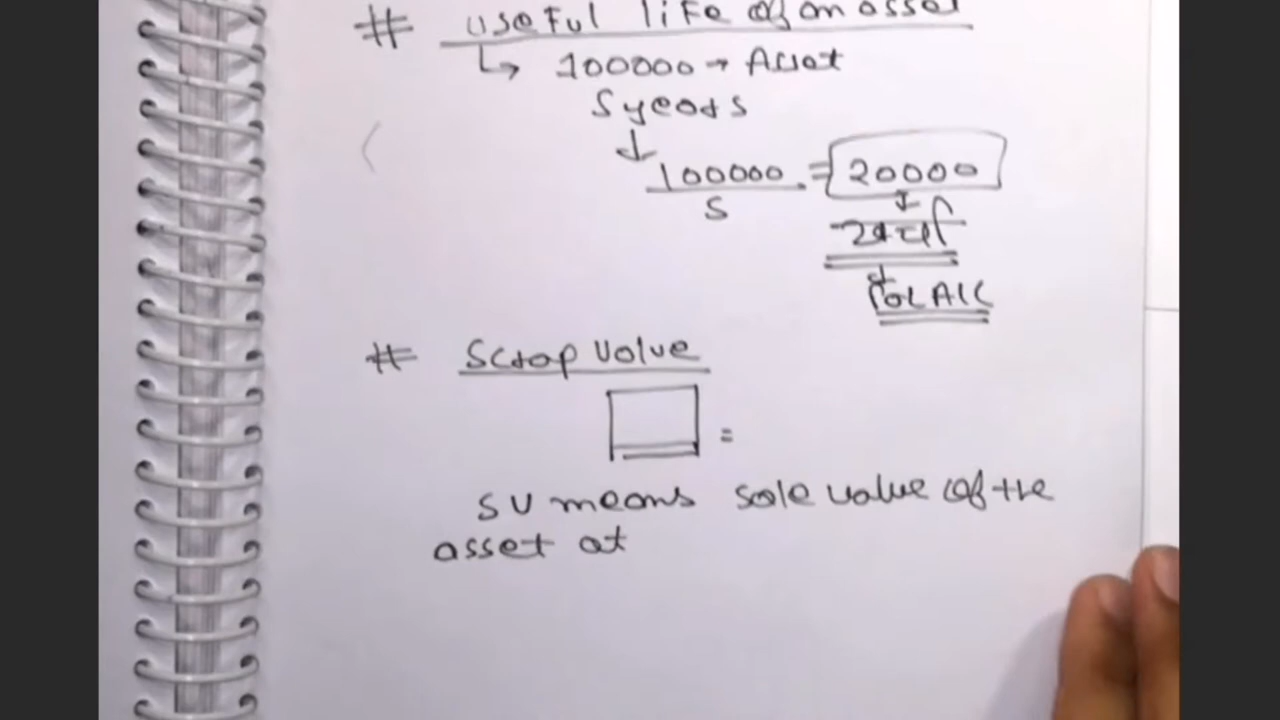 # useful life of an asset
↳ 100000 → Asset
5 years
↓
100000 = 20000
5
↓
↓
P&L A/c
# Scrap Value
=
SV means sale value of the
asset at